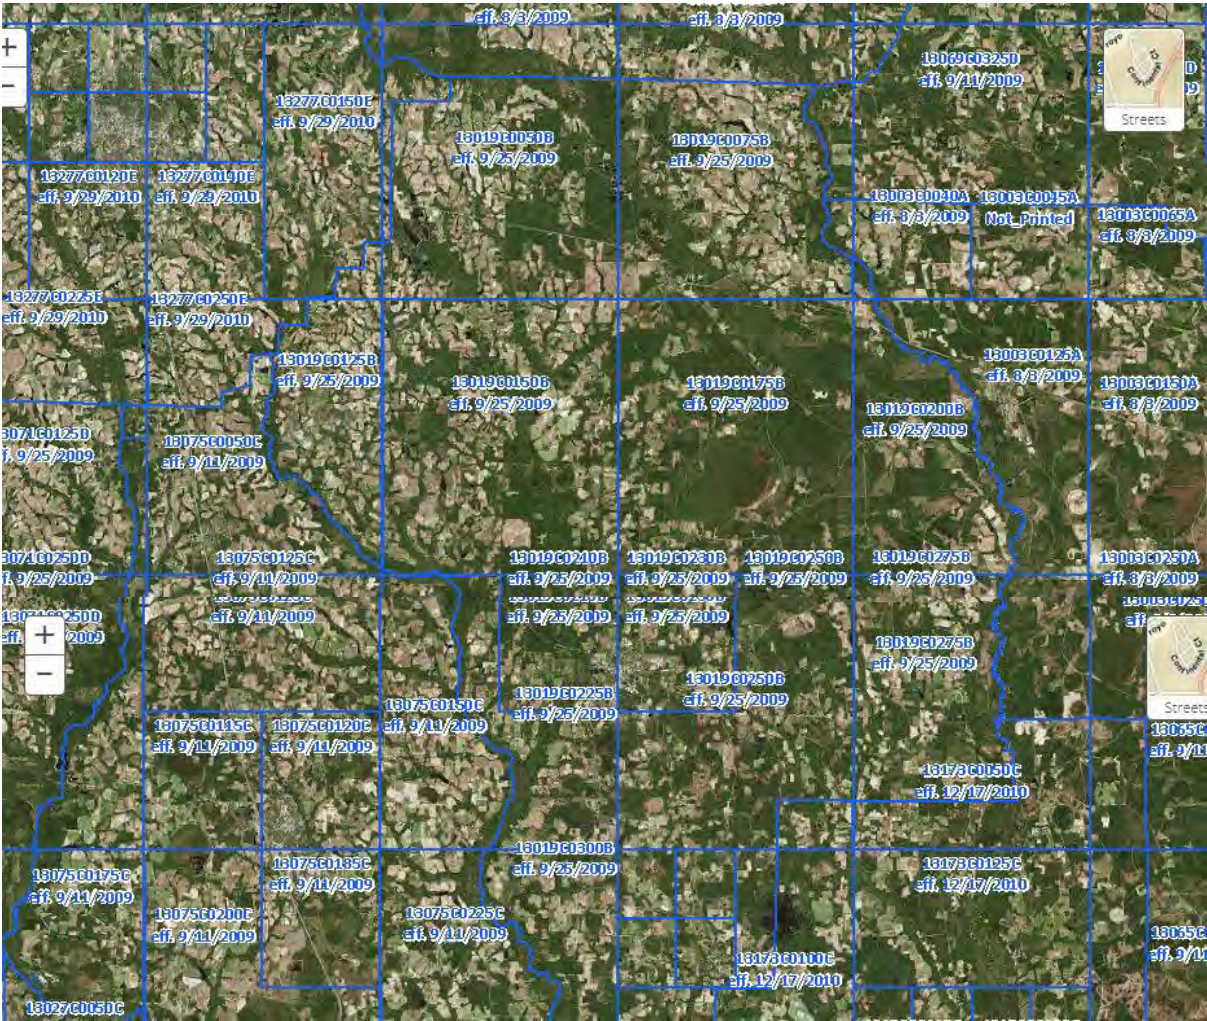 eff. 8/3/2009
eff. 8/3/2009
+
−
13069C0325D
eff. 9/11/2009
Continental
Streets
13277C0150E
eff. 9/29/2010
13019C0050B
eff. 9/25/2009
13019C0075B
eff. 9/25/2009
13277C0120E
eff. 9/29/2010
13277C0140E
eff. 9/29/2010
13003C0040A
eff. 8/3/2009
13003C0045A
Not_Printed
13003C0065A
eff. 8/3/2009
13277C0225E
eff. 9/29/2010
13277C0250E
eff. 9/29/2010
13019C0125B
eff. 9/25/2009
13019C0150B
eff. 9/25/2009
13019C0175B
eff. 9/25/2009
13003C0125A
eff. 8/3/2009
13003C0150A
eff. 8/3/2009
13019C0200B
eff. 9/25/2009
3071C0125D
f. 9/25/2009
13075C0050C
eff. 9/11/2009
3071C0250D
f. 9/25/2009
13075C0125C
eff. 9/11/2009
13019C0210B
eff. 9/25/2009
13019C0230B
eff. 9/25/2009
13019C0250B
eff. 9/25/2009
13019C0275B
eff. 9/25/2009
13003C0250A
eff. 8/3/2009
eff. 9/11/2009
eff. 9/25/2009
eff. 9/25/2009
+
−
13019C0275B
eff. 9/25/2009
Continental
Streets
13019C0225B
eff. 9/25/2009
13019C0250B
eff. 9/25/2009
13075C0150C
eff. 9/11/2009
13075C0115C
eff. 9/11/2009
13075C0120C
eff. 9/11/2009
13065C0
eff. 9/11
13173C0050C
eff. 12/17/2010
13019C0300B
eff. 9/25/2009
13075C0175C
eff. 9/11/2009
13075C0185C
eff. 9/11/2009
13173C0125C
eff. 12/17/2010
13075C0200C
eff. 9/11/2009
13075C0225C
eff. 9/11/2009
13065C0
eff. 9/11
13173C0100C
eff. 12/17/2010
13027C0050C